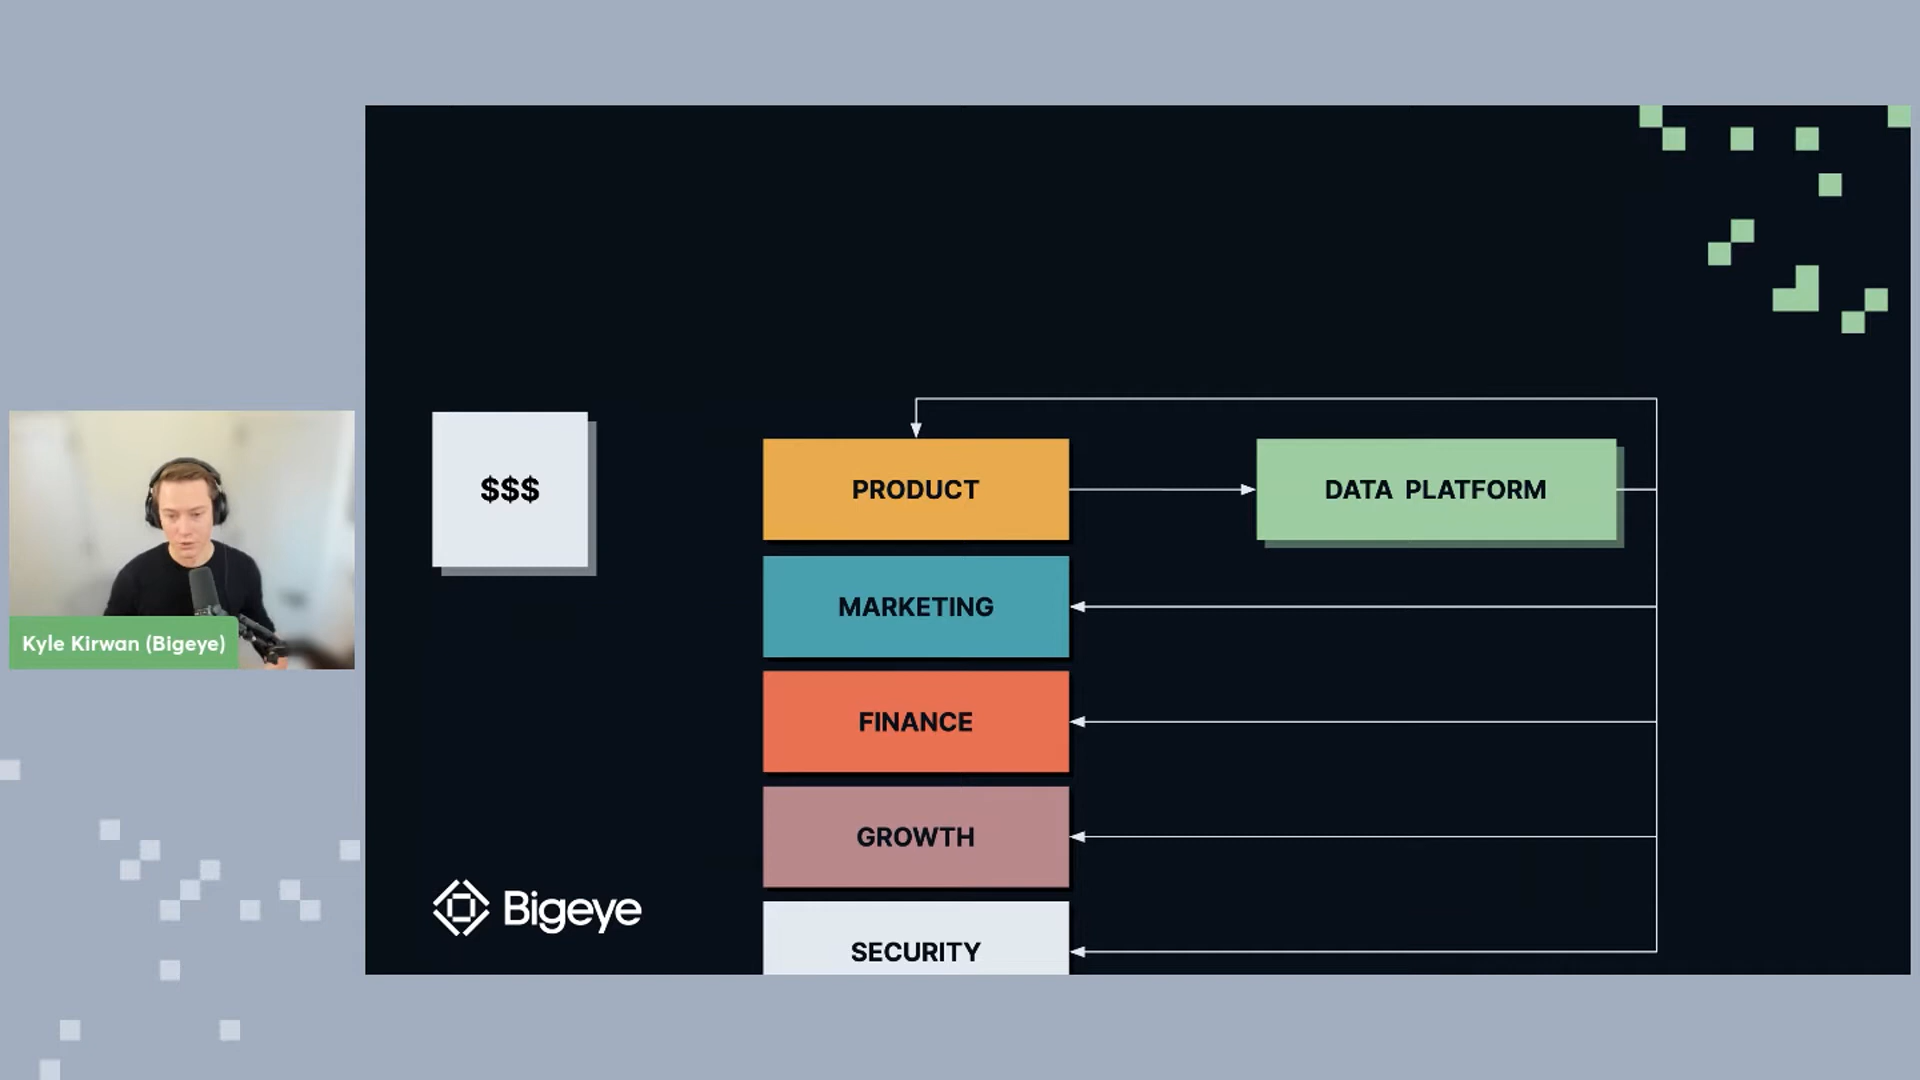 $$$
PRODUCT
DATA PLATFORM
MARKETING
Kyle Kirwan (Bigeye)
FINANCE
GROWTH
Bigeye
SECURITY